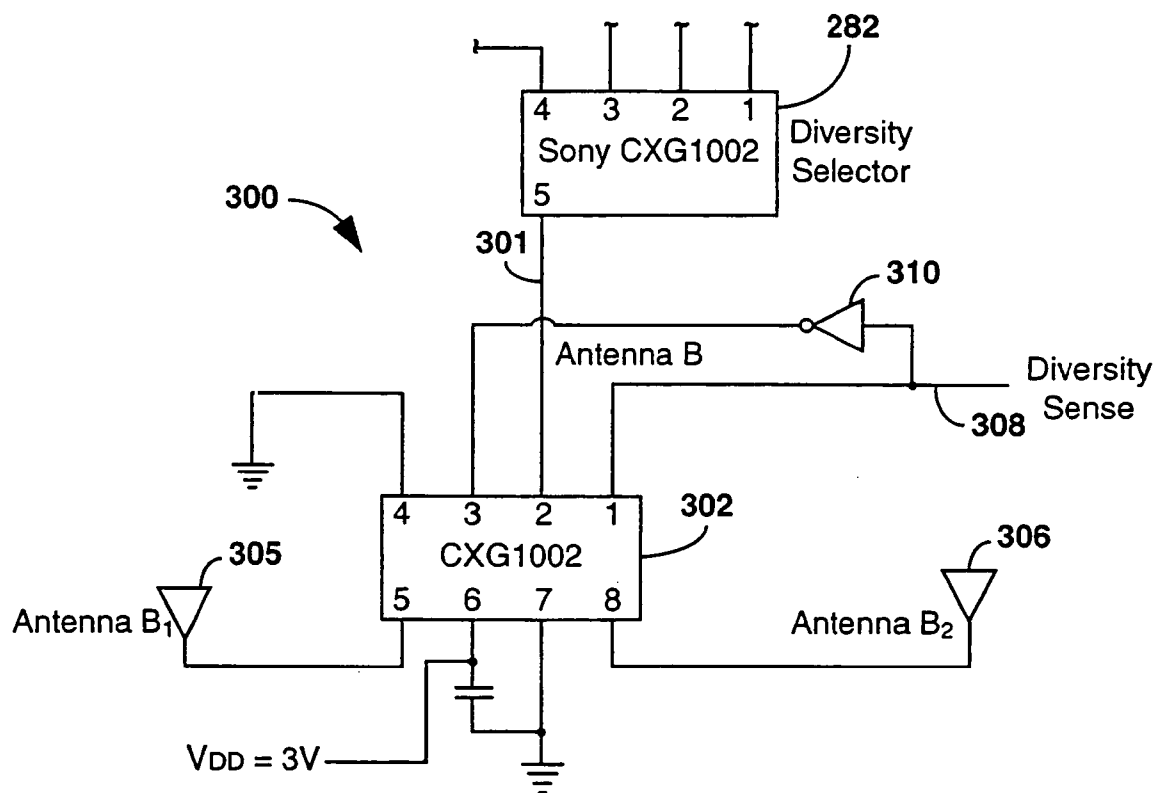 282
4 3 2 1
Sony CXG1002
5
Diversity
Selector
300
301
310
Antenna B
Diversity
Sense
308
4 3 2 1
302
CXG1002
5 6 7 8
305
Antenna B1
306
Antenna B2
VDD = 3V